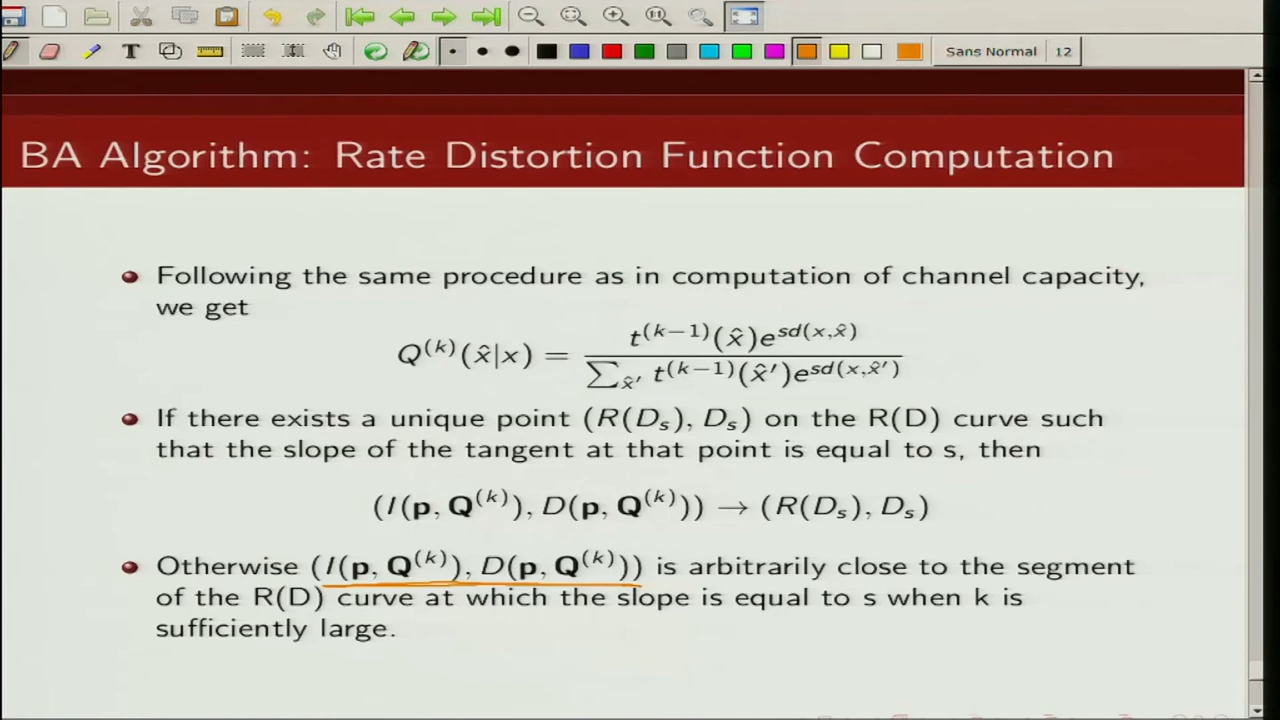 Sans Normal 12
BA Algorithm: Rate Distortion Function Computation
Following the same procedure as in computation of channel capacity,
we get
Q^(k)(x̂|x) = t^(k−1)(x̂)e^{sd(x,x̂)} / ∑_x̂′ t^(k−1)(x̂′)e^{sd(x,x̂′)}
If there exists a unique point (R(D_s), D_s) on the R(D) curve such
that the slope of the tangent at that point is equal to s, then
(I(p, Q^(k)), D(p, Q^(k))) → (R(D_s), D_s)
Otherwise (I(p, Q^(k)), D(p, Q^(k))) is arbitrarily close to the segment
of the R(D) curve at which the slope is equal to s when k is
sufficiently large.